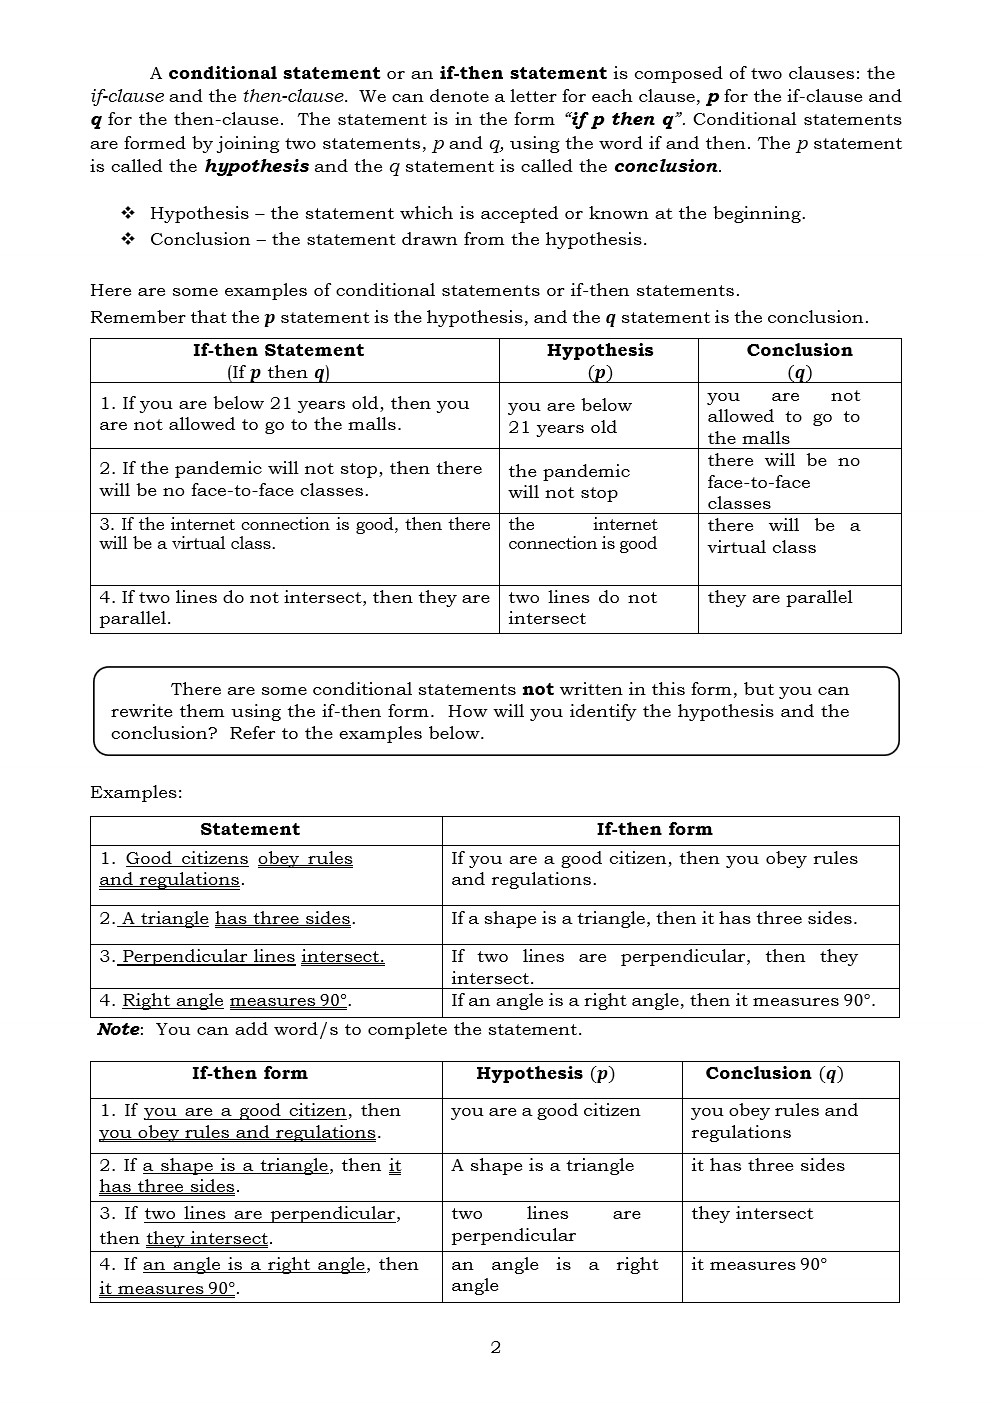 A conditional statement or an if-then statement is composed of two clauses: the
if-clause and the then-clause. We can denote a letter for each clause, p for the if-clause and
q for the then-clause. The statement is in the form “if p then q”. Conditional statements
are formed by joining two statements, p and q, using the word if and then. The p statement
is called the hypothesis and the q statement is called the conclusion.
❖ Hypothesis – the statement which is accepted or known at the beginning.
❖ Conclusion – the statement drawn from the hypothesis.
Here are some examples of conditional statements or if-then statements.
Remember that the p statement is the hypothesis, and the q statement is the conclusion.
If-then Statement
(If p then q)
Hypothesis
(p)
Conclusion
(q)
1. If you are below 21 years old, then you
are not allowed to go to the malls.
you are below
21 years old
you are not
allowed to go to
the malls
2. If the pandemic will not stop, then there
will be no face-to-face classes.
the pandemic
will not stop
there will be no
face-to-face
classes
3. If the internet connection is good, then there
will be a virtual class.
the internet
connection is good
there will be a
virtual class
4. If two lines do not intersect, then they are
parallel.
two lines do not
intersect
they are parallel
There are some conditional statements not written in this form, but you can
rewrite them using the if-then form. How will you identify the hypothesis and the
conclusion? Refer to the examples below.
Examples:
Statement
If-then form
1. Good citizens obey rules
and regulations.
If you are a good citizen, then you obey rules
and regulations.
2. A triangle has three sides.
If a shape is a triangle, then it has three sides.
3. Perpendicular lines intersect.
If two lines are perpendicular, then they
intersect.
4. Right angle measures 90°.
If an angle is a right angle, then it measures 90°.
Note: You can add word/s to complete the statement.
If-then form
Hypothesis (p)
Conclusion (q)
1. If you are a good citizen, then
you obey rules and regulations.
you are a good citizen
you obey rules and
regulations
2. If a shape is a triangle, then it
has three sides.
A shape is a triangle
it has three sides
3. If two lines are perpendicular,
then they intersect.
two lines are
perpendicular
they intersect
4. If an angle is a right angle, then
it measures 90°.
an angle is a right
angle
it measures 90°
2